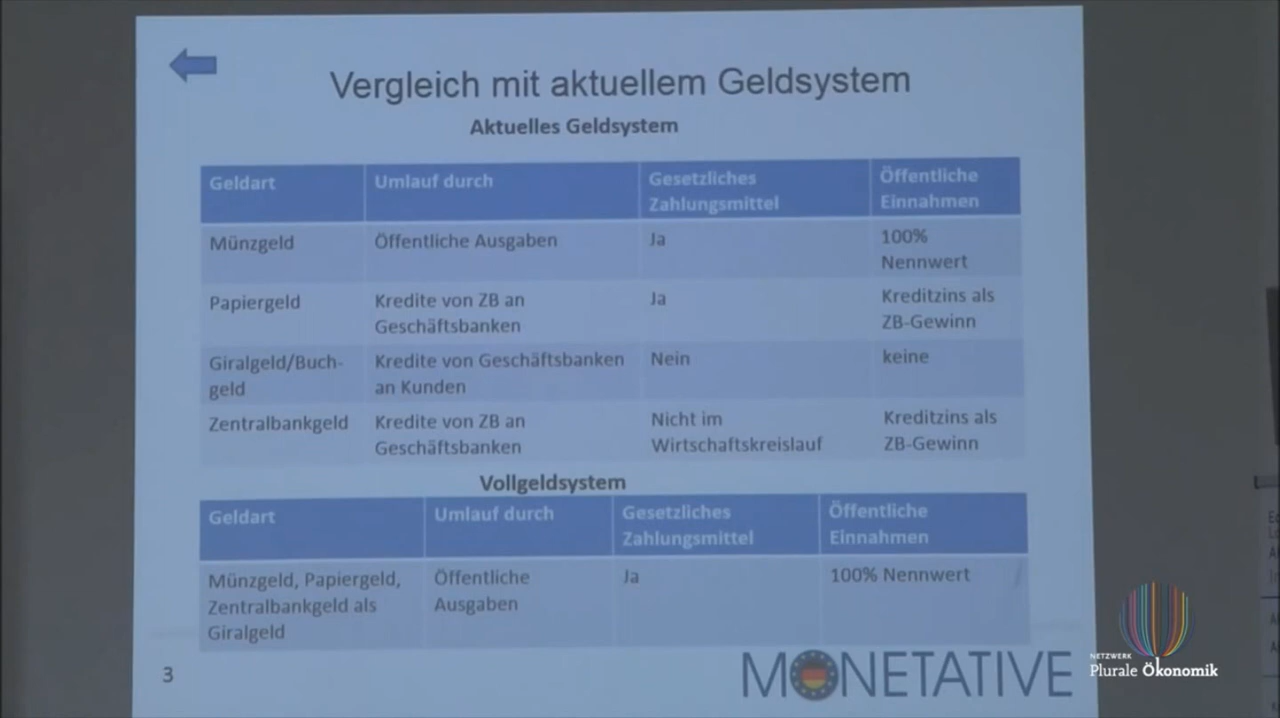 Vergleich mit aktuellem Geldsystem
Aktuelles Geldsystem
Geldart
Umlauf durch
Gesetzliches
Zahlungsmittel
Öffentliche
Einnahmen
Münzgeld
Öffentliche Ausgaben
Ja
100%
Nennwert
Papiergeld
Kredite von ZB an
Geschäftsbanken
Ja
Kreditzins als
ZB-Gewinn
Giralgeld/Buch-
geld
Kredite von Geschäftsbanken
an Kunden
Nein
keine
Zentralbankgeld
Kredite von ZB an
Geschäftsbanken
Nicht im
Wirtschaftskreislauf
Kreditzins als
ZB-Gewinn
Vollgeldsystem
Geldart
Umlauf durch
Gesetzliches
Zahlungsmittel
Öffentliche
Einnahmen
Münzgeld, Papiergeld,
Zentralbankgeld als
Giralgeld
Öffentliche
Ausgaben
Ja
100% Nennwert
3
MONETATIVE
NETZWERK
Plurale Ökonomik